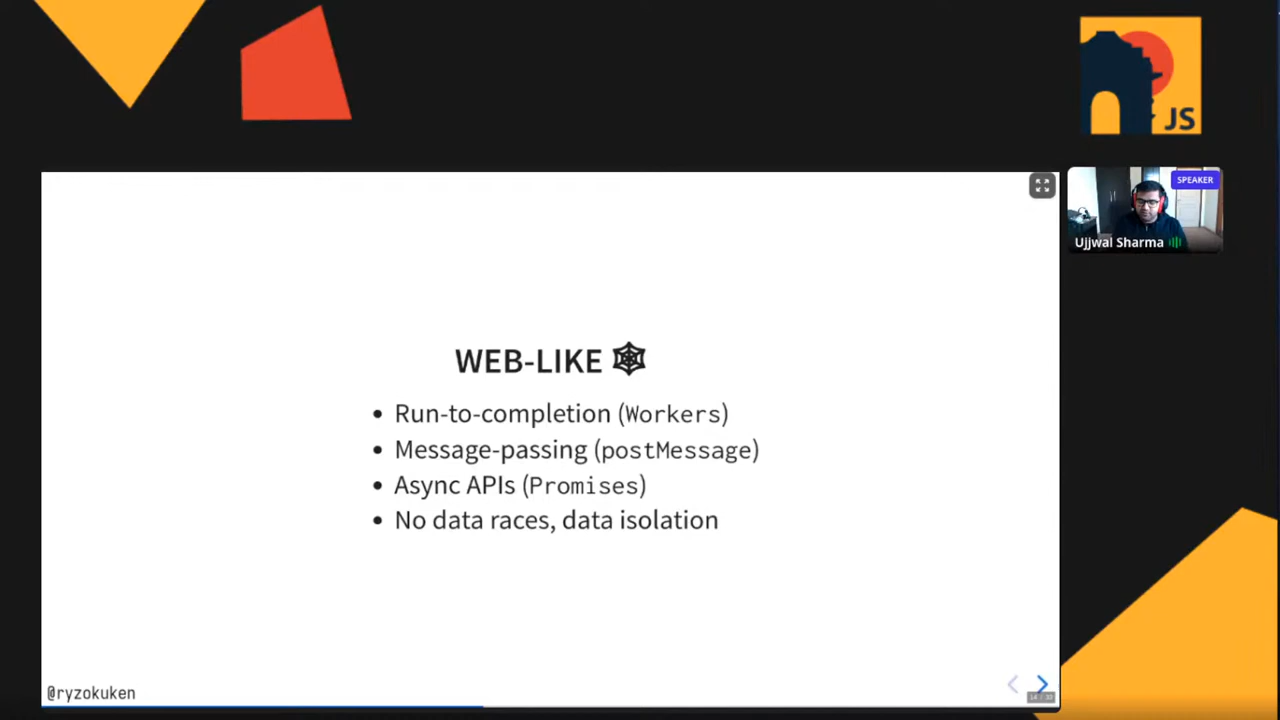 JS
SPEAKER
Ujjwal Sharma
WEB-LIKE
• Run-to-completion (Workers)
• Message-passing (postMessage)
• Async APIs (Promises)
• No data races, data isolation
@ryzokuken